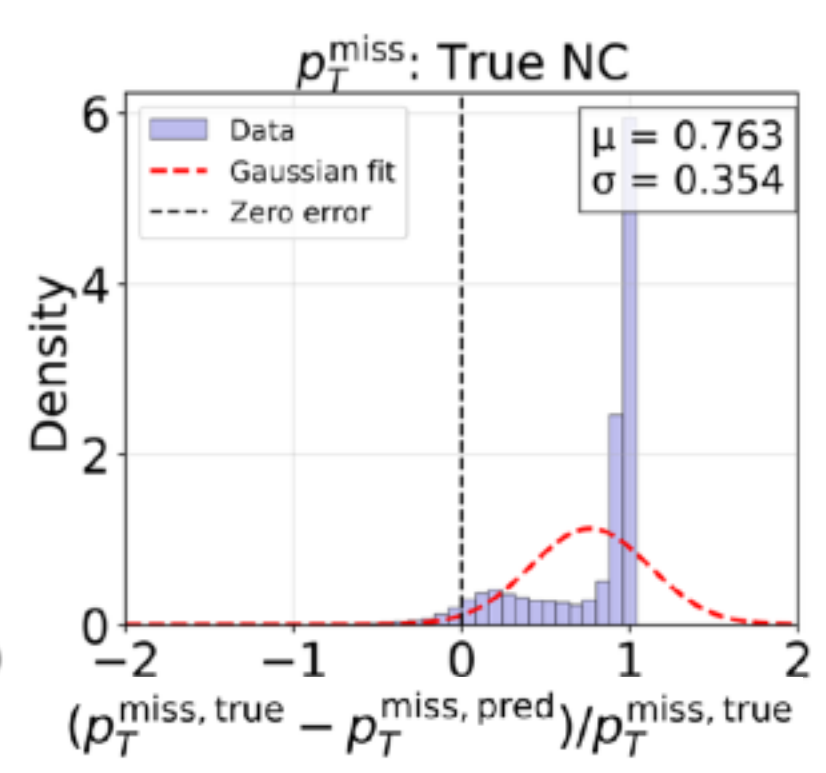 p_T^miss: True NC
6
4
2
0
Density
Data
Gaussian fit
Zero error
μ = 0.763
σ = 0.354
−2 −1 0 1 2
(p_T^miss, true − p_T^miss, pred)/p_T^miss, true